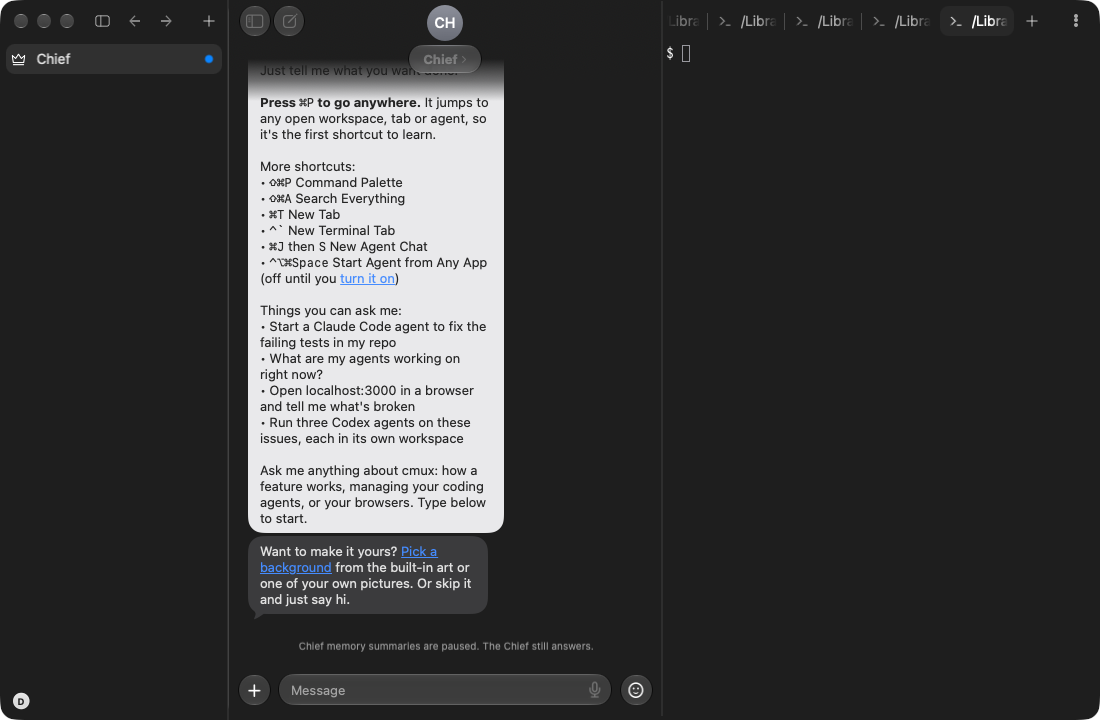 Chief
CH
Chief ›
Just tell me what you want done.
Press ⌘P to go anywhere. It jumps to
any open workspace, tab or agent, so
it's the first shortcut to learn.
More shortcuts:
• ⇧⌘P Command Palette
• ⇧⌘A Search Everything
• ⌘T New Tab
• ^` New Terminal Tab
• ⌘J then S New Agent Chat
• ^⌥⌘Space Start Agent from Any App
(off until you turn it on)
Things you can ask me:
• Start a Claude Code agent to fix the
failing tests in my repo
• What are my agents working on
right now?
• Open localhost:3000 in a browser
and tell me what's broken
• Run three Codex agents on these
issues, each in its own workspace
Ask me anything about cmux: how a
feature works, managing your coding
agents, or your browsers. Type below
to start.
Want to make it yours? Pick a
background from the built-in art or
one of your own pictures. Or skip it
and just say hi.
Chief memory summaries are paused. The Chief still answers.
Message
D
Libra >_ /Libra >_ /Libra >_ /Libra >_ /Libra
$